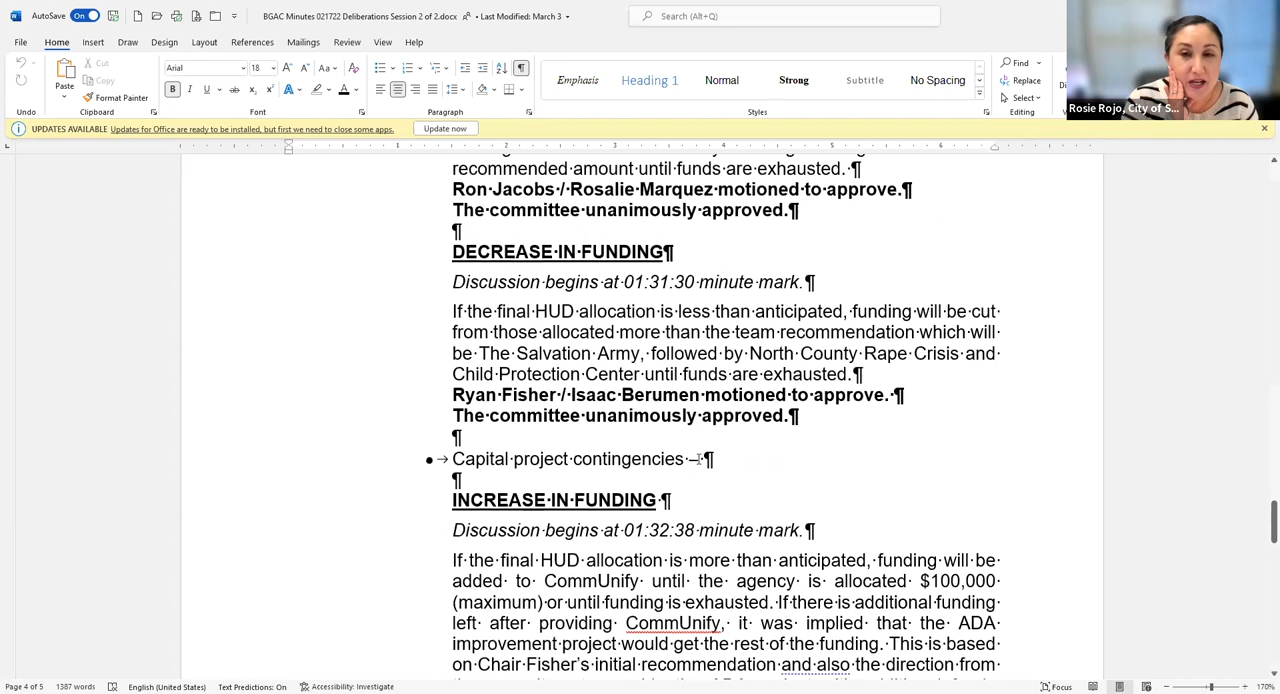 AutoSave On BGAC Minutes 021722 Deliberations Session 2 of 2.docx • Last Modified: March 3 Search (Alt+Q)
File Home Insert Draw Design Layout References Mailings Review View Help
Paste Cut Copy Format Painter Arial 18 Aa Emphasis Heading 1 Normal Strong Subtitle No Spacing Find Replace Select
Undo Clipboard Font Paragraph Styles Editing
Rosie Rojo, City of S...
UPDATES AVAILABLE Updates for Office are ready to be installed, but first we need to close some apps. Update now
1 2 3 4 5 6
recommended amount until funds are exhausted. ¶
Ron Jacobs / Rosalie Marquez motioned to approve.¶
The committee unanimously approved.¶
¶
DECREASE IN FUNDING¶
Discussion begins at 01:31:30 minute mark.¶
If the final HUD allocation is less than anticipated, funding will be cut
from those allocated more than the team recommendation which will
be The Salvation Army, followed by North County Rape Crisis and
Child Protection Center until funds are exhausted.¶
Ryan Fisher / Isaac Berumen motioned to approve. ¶
The committee unanimously approved.¶
¶
• → Capital project contingencies – ¶
¶
INCREASE IN FUNDING ¶
Discussion begins at 01:32:38 minute mark.¶
If the final HUD allocation is more than anticipated, funding will be
added to CommUnify until the agency is allocated $100,000
(maximum) or until funding is exhausted. If there is additional funding
left after providing CommUnify, it was implied that the ADA
improvement project would get the rest of the funding. This is based
on Chair Fisher's initial recommendation and also the direction from
Page 4 of 5 1387 words English (United States) Text Predictions: On Accessibility: Investigate Focus 170%